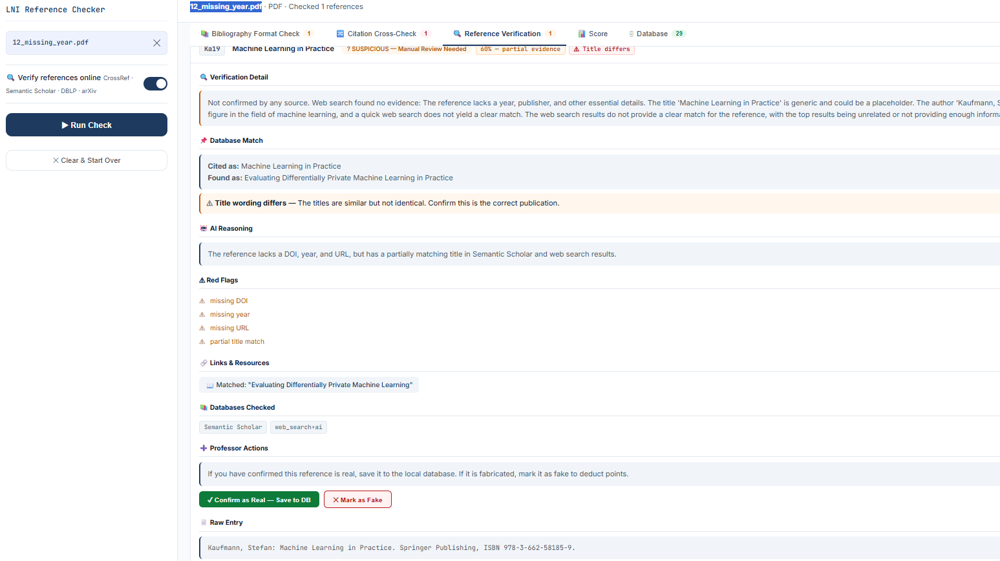 LNI Reference Checker
12_missing_year.pdf
Verify references online CrossRef ·
Semantic Scholar · DBLP · arXiv
▶ Run Check
✕ Clear & Start Over
12_missing_year.pdf · PDF · Checked 1 references
Bibliography Format Check 1 Citation Cross-Check 1 Reference Verification 1 Score Database 29
Ka19 Machine Learning in Practice ? SUSPICIOUS — Manual Review Needed 60% — partial evidence ⚠ Title differs
Verification Detail
Not confirmed by any source. Web search found no evidence: The reference lacks a year, publisher, and other essential details. The title 'Machine Learning in Practice' is generic and could be a placeholder. The author 'Kaufmann, S
figure in the field of machine learning, and a quick web search does not yield a clear match. The web search results do not provide a clear match for the reference, with the top results being unrelated or not providing enough informa
Database Match
Cited as: Machine Learning in Practice
Found as: Evaluating Differentially Private Machine Learning in Practice
⚠ Title wording differs — The titles are similar but not identical. Confirm this is the correct publication.
AI Reasoning
The reference lacks a DOI, year, and URL, but has a partially matching title in Semantic Scholar and web search results.
⚠ Red Flags
⚠ missing DOI
⚠ missing year
⚠ missing URL
⚠ partial title match
Links & Resources
Matched: "Evaluating Differentially Private Machine Learning"
Databases Checked
Semantic Scholar web_search+ai
Professor Actions
If you have confirmed this reference is real, save it to the local database. If it is fabricated, mark it as fake to deduct points.
✓ Confirm as Real — Save to DB ✕ Mark as Fake
Raw Entry
Kaufmann, Stefan: Machine Learning in Practice. Springer Publishing, ISBN 978-3-662-58185-9.